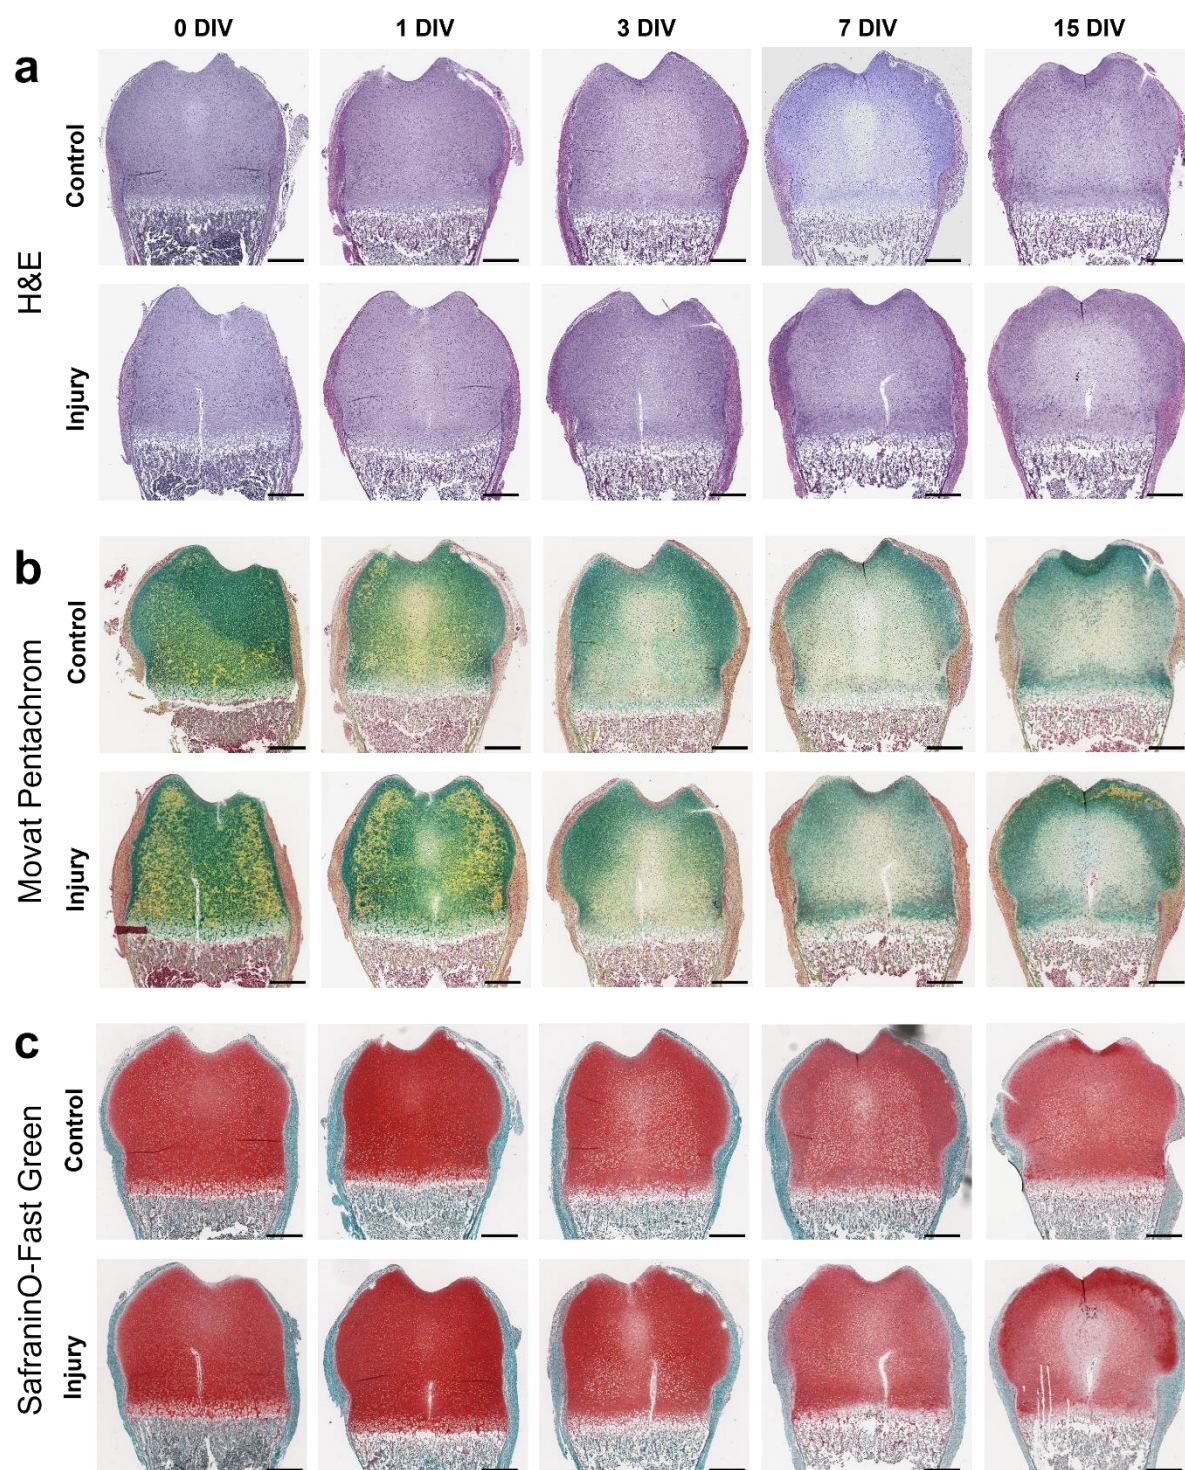 0 DIV 1 DIV 3 DIV 7 DIV 15 DIV
a
H&E
Control
Injury
b
Movat Pentachrom
Control
Injury
c
SafraninO-Fast Green
Control
Injury